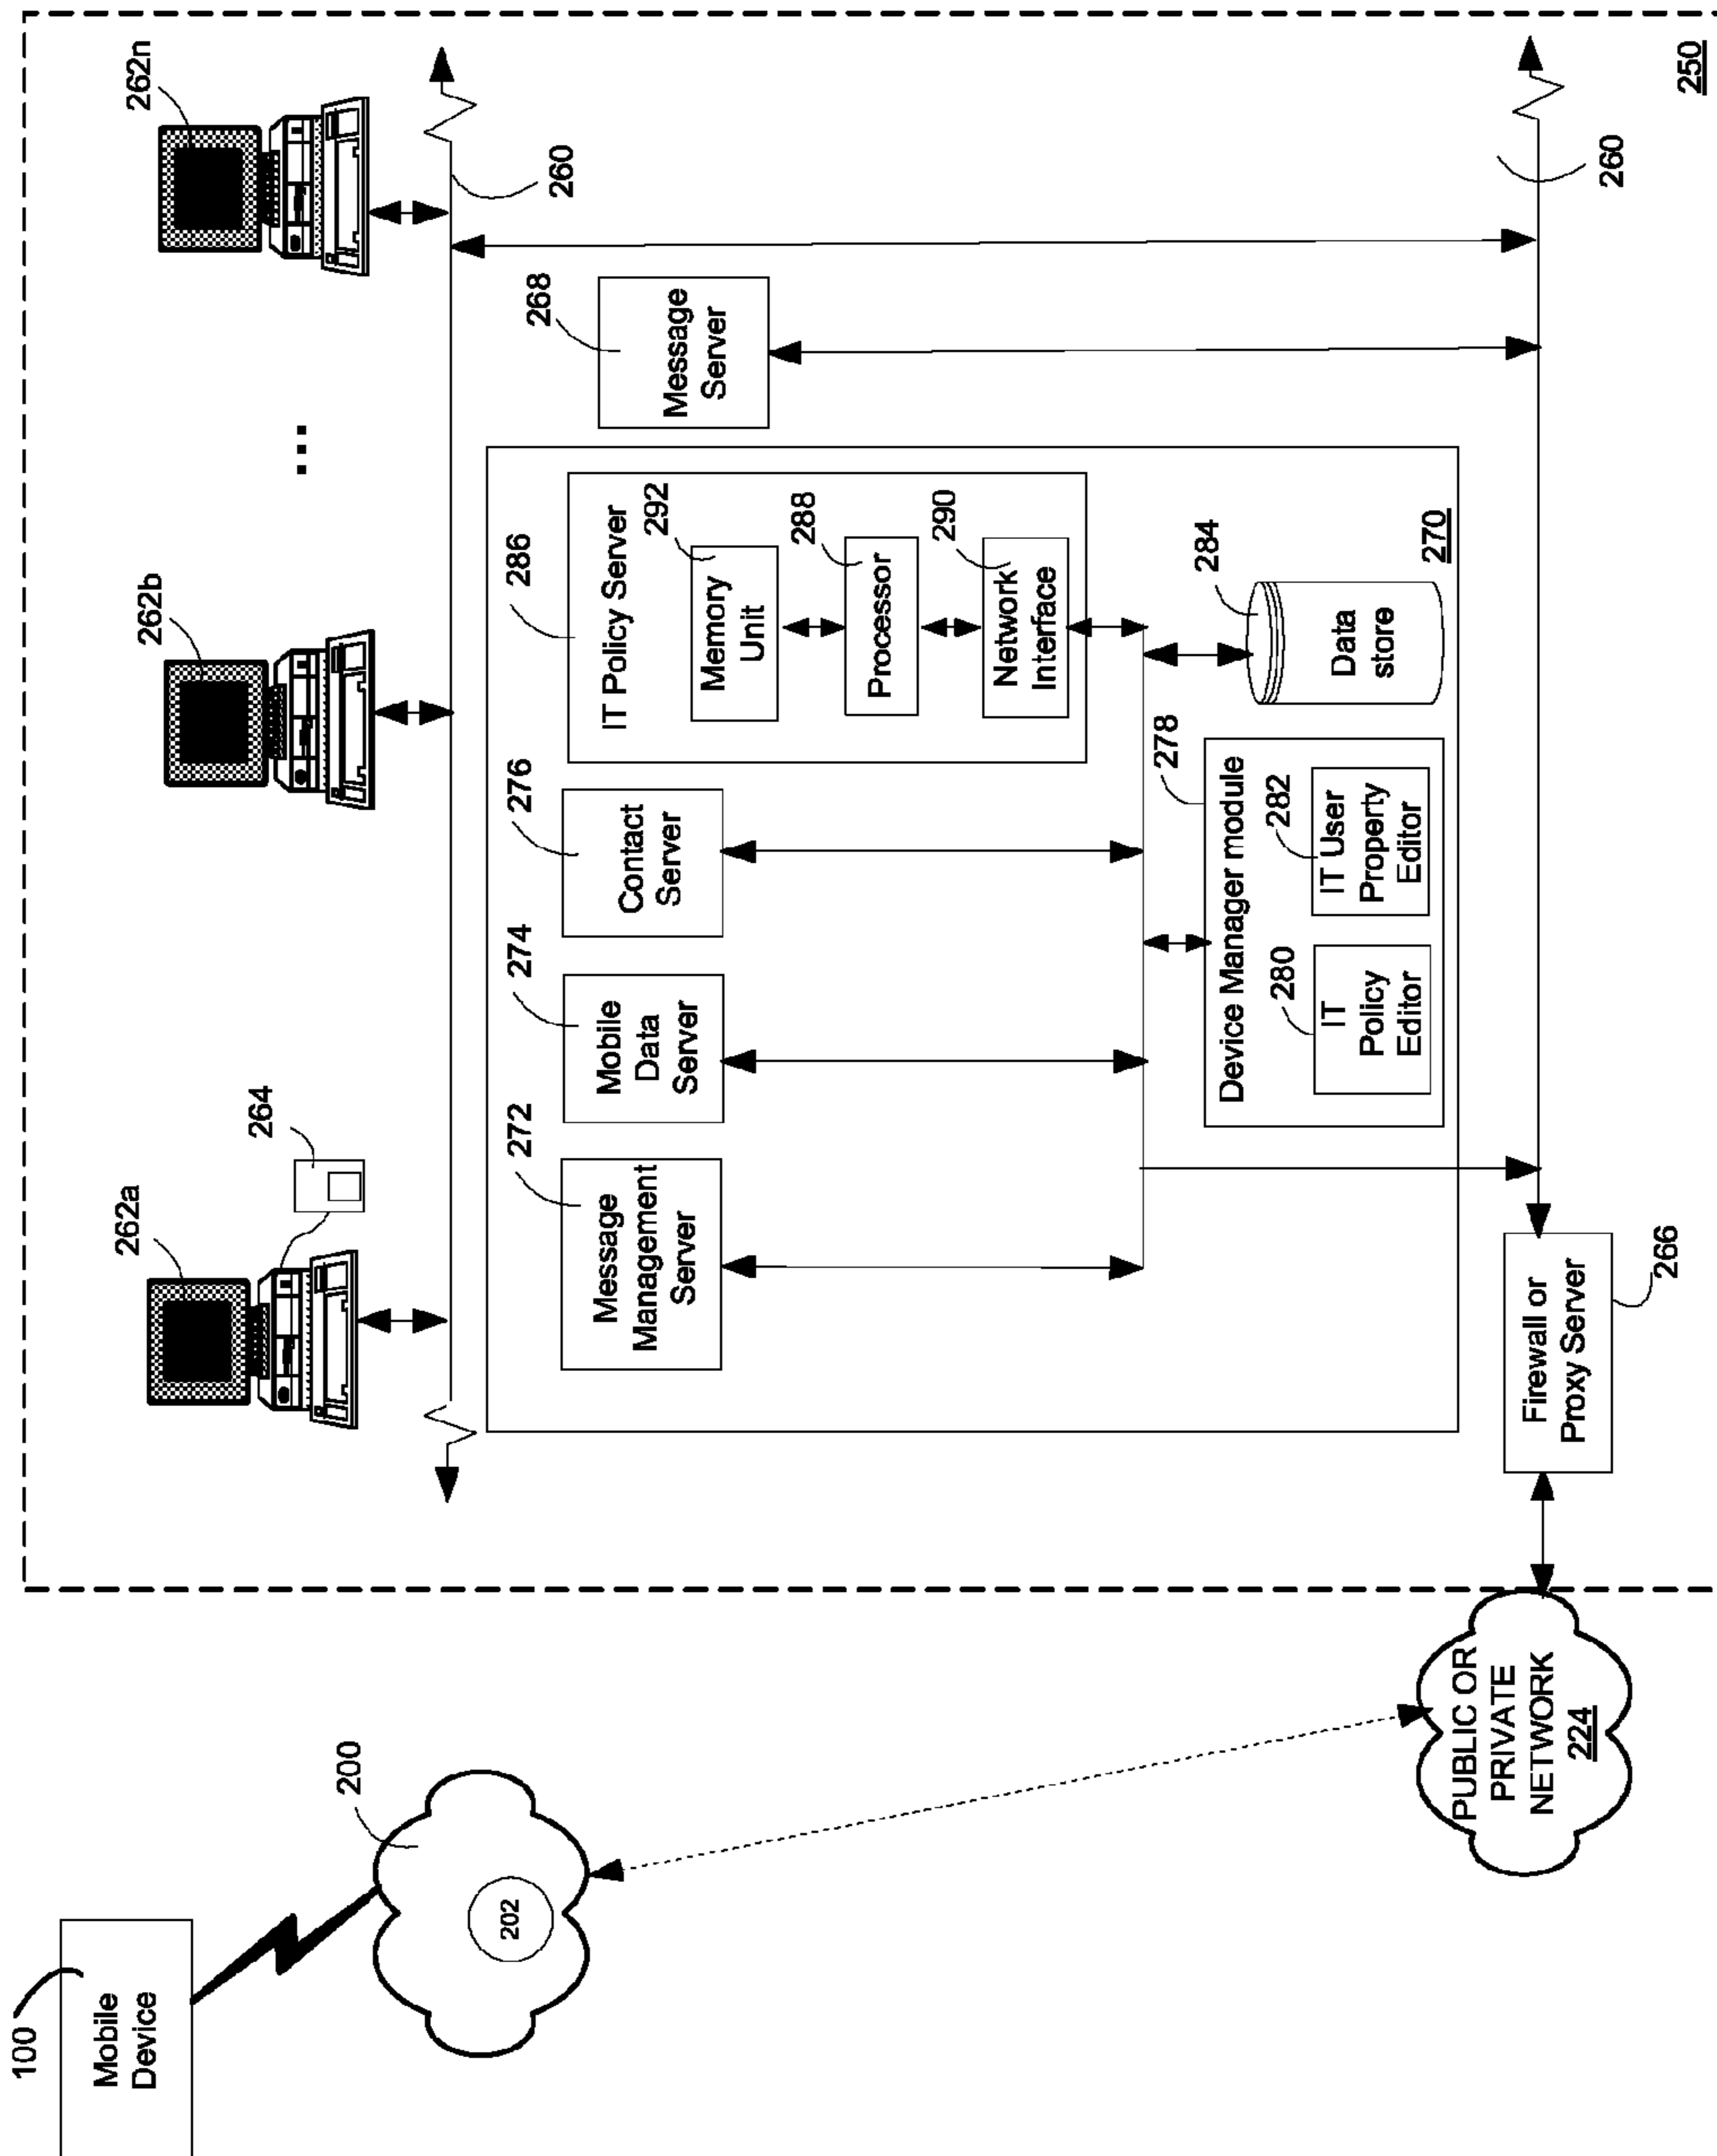 100
Mobile
Device
200
202
PUBLIC OR
PRIVATE
NETWORK
224
262a
264
262b
...
262n
260
272
Message
Management
Server
274
Mobile
Data
Server
276
Contact
Server
286
IT Policy Server
292
Memory
Unit
288
Processor
290
Network
Interface
268
Message
Server
278
Device Manager module
280
IT
Policy
Editor
282
IT User
Property
Editor
284
Data
store
270
Firewall or
Proxy Server
266
260
250